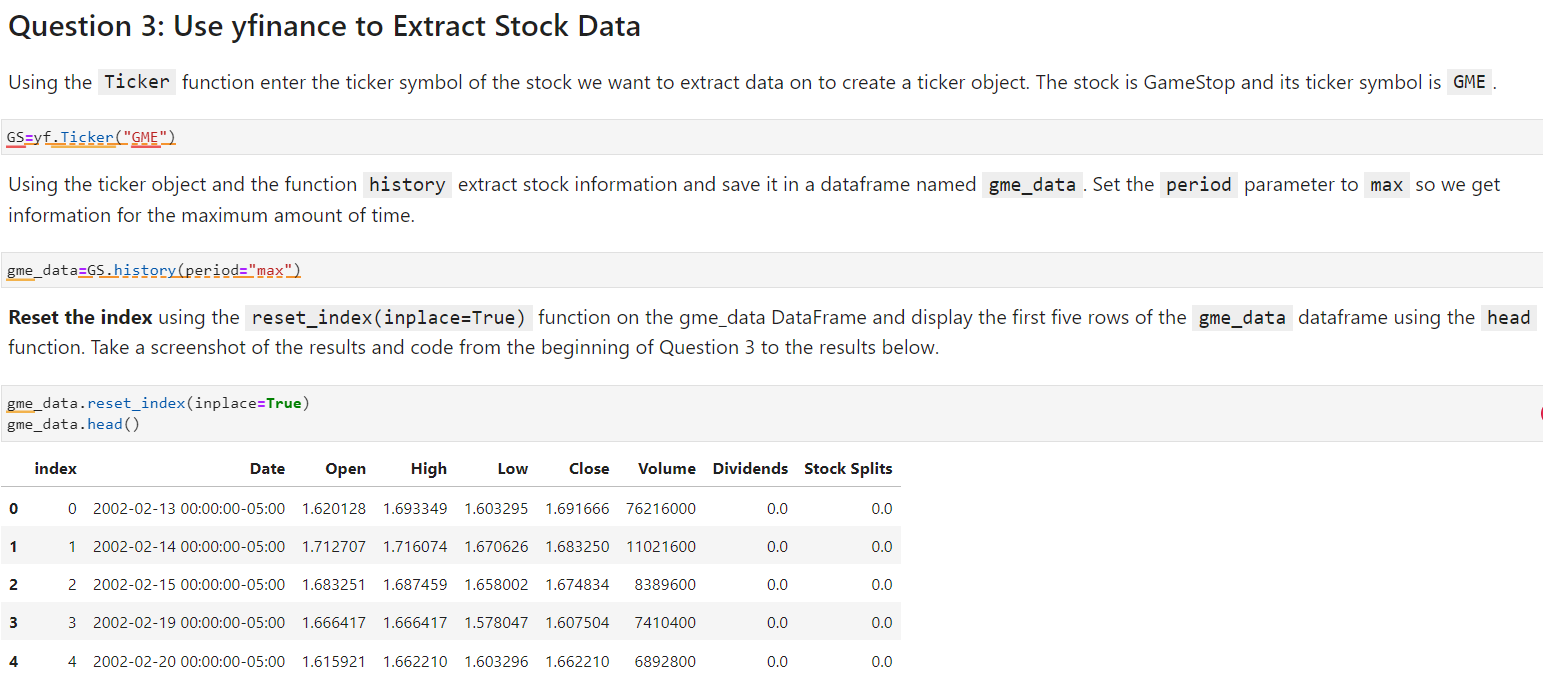 Question 3: Use yfinance to Extract Stock Data
Using the Ticker function enter the ticker symbol of the stock we want to extract data on to create a ticker object. The stock is GameStop and its ticker symbol is GME .
GS=yf.Ticker("GME")
Using the ticker object and the function history extract stock information and save it in a dataframe named gme_data . Set the period parameter to max so we get
information for the maximum amount of time.
gme_data=GS.history(period="max")
Reset the index using the reset_index(inplace=True) function on the gme_data DataFrame and display the first five rows of the gme_data dataframe using the head
function. Take a screenshot of the results and code from the beginning of Question 3 to the results below.
gme_data.reset_index(inplace=True)
gme_data.head()
index Date Open High Low Close Volume Dividends Stock Splits
0 0 2002-02-13 00:00:00-05:00 1.620128 1.693349 1.603295 1.691666 76216000 0.0 0.0
1 1 2002-02-14 00:00:00-05:00 1.712707 1.716074 1.670626 1.683250 11021600 0.0 0.0
2 2 2002-02-15 00:00:00-05:00 1.683251 1.687459 1.658002 1.674834 8389600 0.0 0.0
3 3 2002-02-19 00:00:00-05:00 1.666417 1.666417 1.578047 1.607504 7410400 0.0 0.0
4 4 2002-02-20 00:00:00-05:00 1.615921 1.662210 1.603296 1.662210 6892800 0.0 0.0